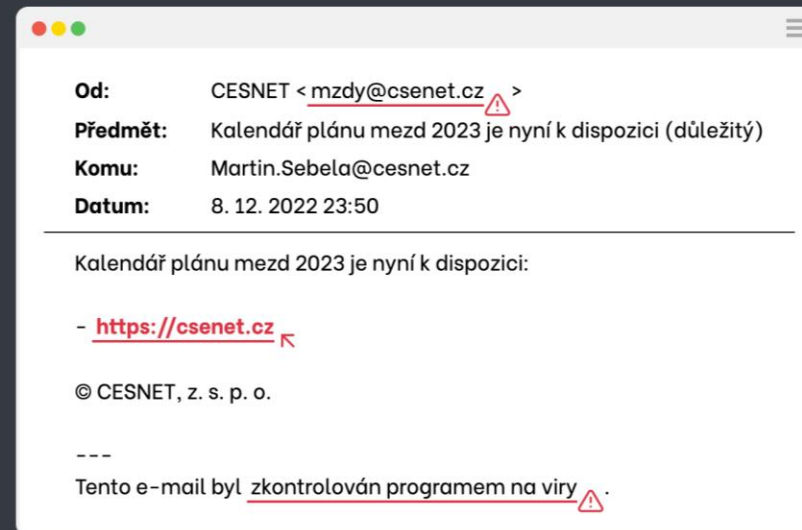 Od: CESNET < mzdy@csenet.cz >
Předmět: Kalendář plánu mezd 2023 je nyní k dispozici (důležitý)
Komu: Martin.Sebela@cesnet.cz
Datum: 8. 12. 2022 23:50
Kalendář plánu mezd 2023 je nyní k dispozici:
- https://csenet.cz
© CESNET, z. s. p. o.
---
Tento e-mail byl zkontrolován programem na viry .